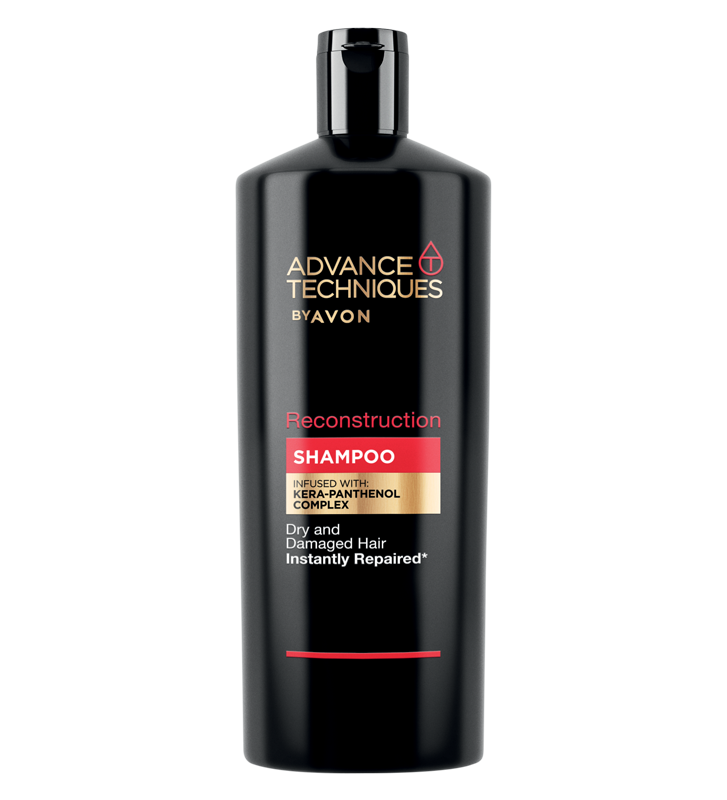 ADVANCE
TECHNIQUES
BY AVON
Reconstruction
SHAMPOO
INFUSED WITH:
KERA-PANTHENOL
COMPLEX
Dry and
Damaged Hair
Instantly Repaired*